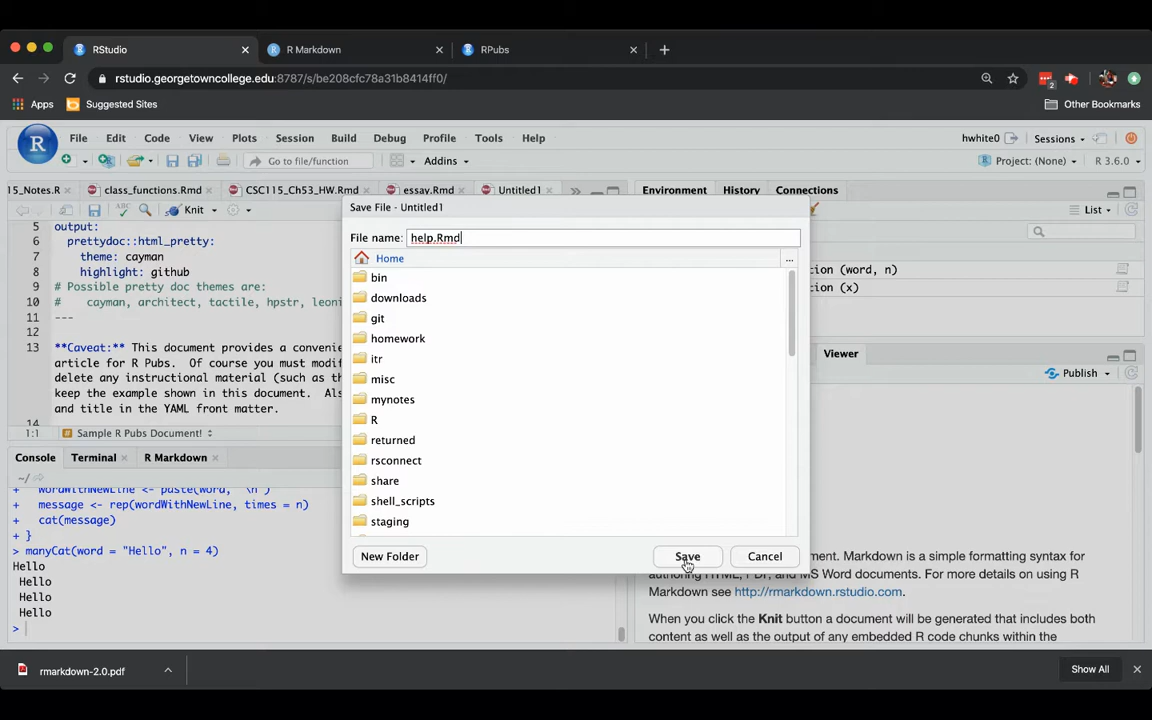 RStudio
R Markdown
RPubs
rstudio.georgetowncollege.edu:8787/s/be208cfc78a31b8414ff0/
2
Apps
Suggested Sites
Other Bookmarks
R
File Edit Code View Plots Session Build Debug Profile Tools Help
hwhite0
Sessions
Go to file/function
Addins
Project: (None)
R 3.6.0
15_Notes.R
class_functions.Rmd
CSC115_Ch53_HW.Rmd
essay.Rmd
Untitled1
Environment History Connections
Knit
List
Save File - Untitled1
File name: help.Rmd
Home
...
bin
downloads
git
homework
itr
misc
mynotes
R
returned
rsconnect
share
shell_scripts
staging
New Folder
Save
Cancel
5 output:
6 prettydoc::html_pretty:
7 theme: cayman
8 highlight: github
9 # Possible pretty doc themes are:
10 # cayman, architect, tactile, hpstr, leoni
11 ---
12
13 **Caveat:** This document provides a convenie
article for R Pubs. Of course you must modif
delete any instructional material (such as th
keep the example shown in this document. Als
and title in the YAML front matter.
14
1:1
Sample R Pubs Document!
Console Terminal R Markdown
~/
+ wordWithNewLine <- paste(word, "\n")
+ message <- rep(wordWithNewLine, times = n)
+ cat(message)
+ }
> manyCat(word = "Hello", n = 4)
Hello
Hello
Hello
Hello
>
tion (word, n)
tion (x)
Viewer
Publish
ment. Markdown is a simple formatting syntax for
authoring HTML, PDF, and MS Word documents. For more details on using R
Markdown see http://rmarkdown.rstudio.com.
When you click the Knit button a document will be generated that includes both
content as well as the output of any embedded R code chunks within the
rmarkdown-2.0.pdf
Show All